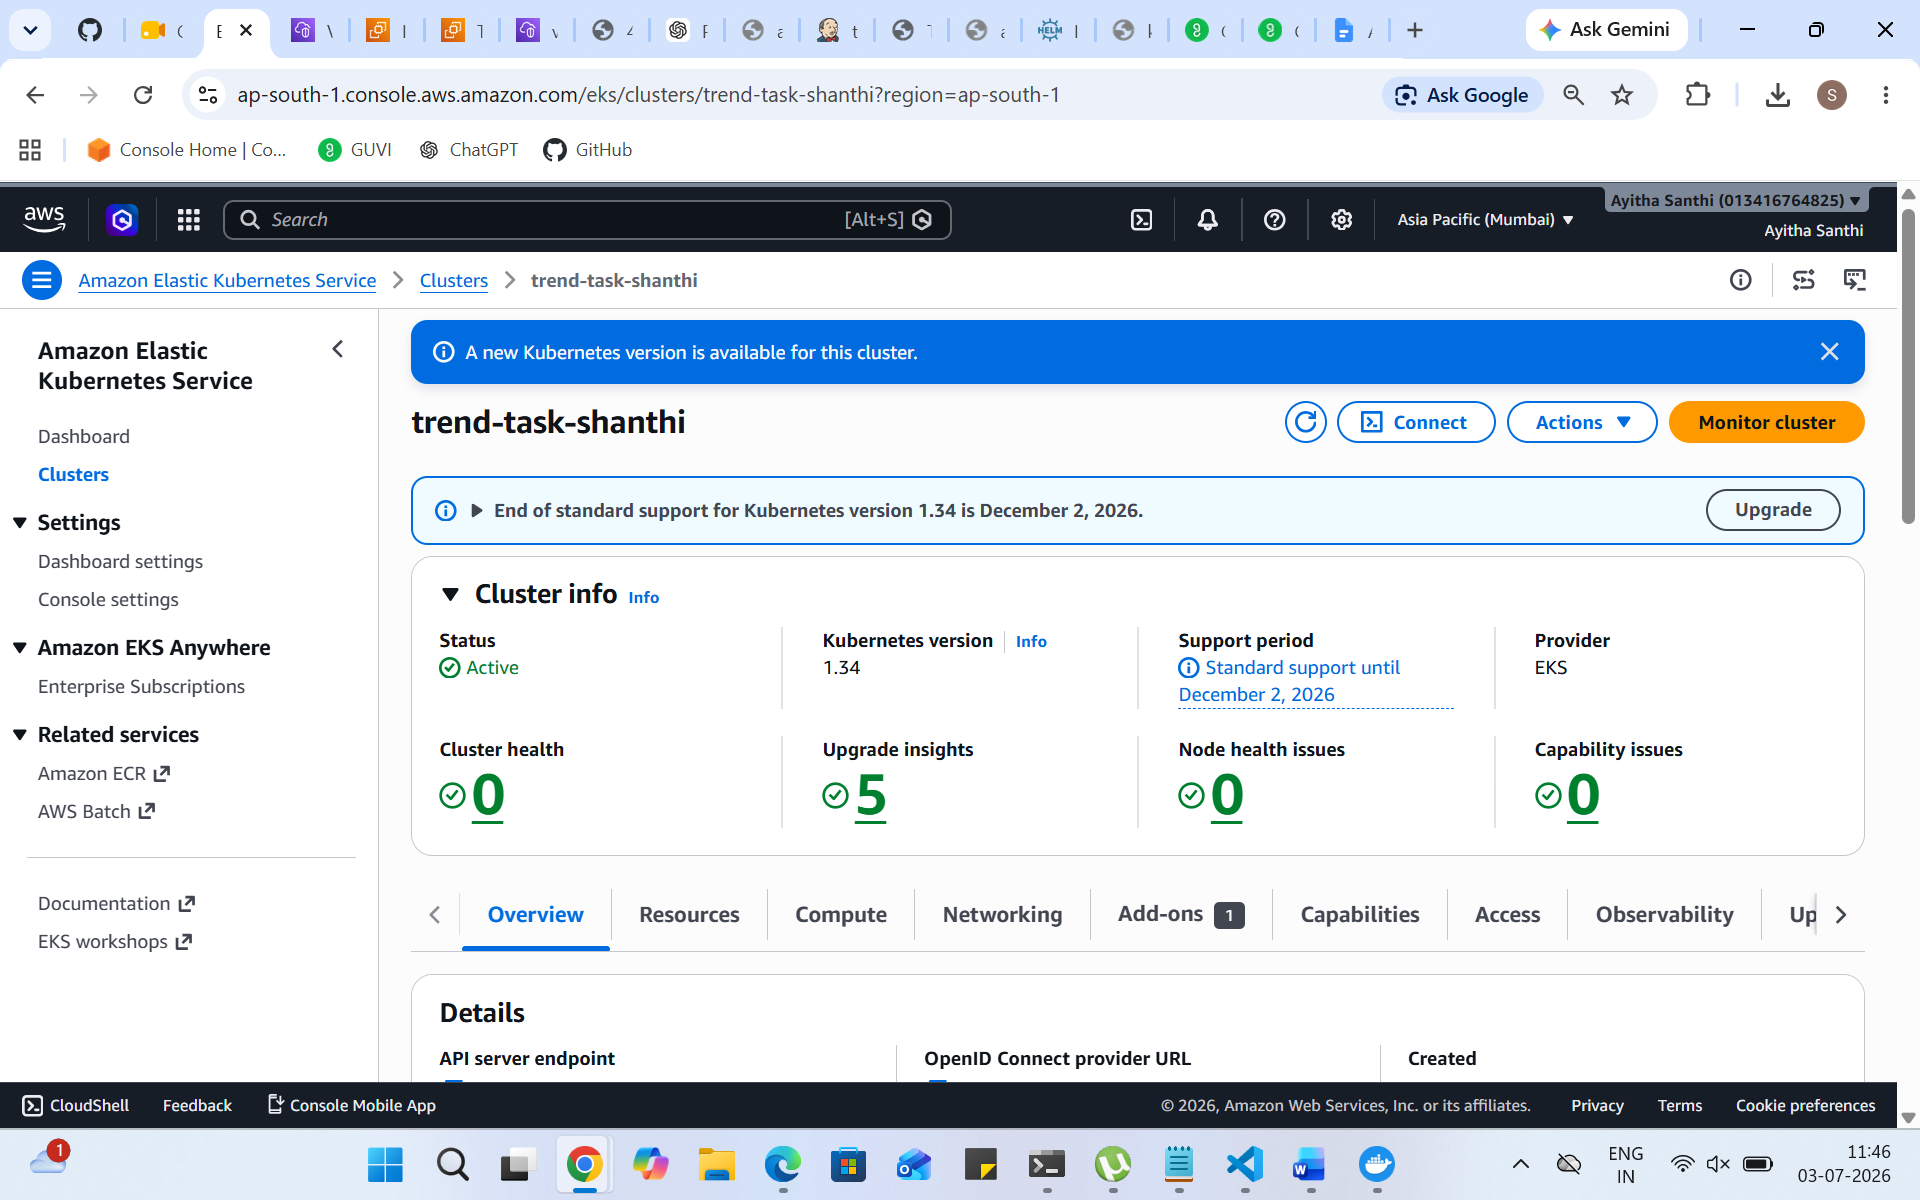 Ask Gemini
ap-south-1.console.aws.amazon.com/eks/clusters/trend-task-shanthi?region=ap-south-1
Ask Google
S
Console Home | Co...
GUVI
ChatGPT
GitHub
aws
Search
[Alt+S]
Asia Pacific (Mumbai)
Ayitha Santhi (013416764825)
Ayitha Santhi
Amazon Elastic Kubernetes Service
Clusters
trend-task-shanthi
Amazon Elastic
Kubernetes Service
Dashboard
Clusters
Settings
Dashboard settings
Console settings
Amazon EKS Anywhere
Enterprise Subscriptions
Related services
Amazon ECR
AWS Batch
Documentation
EKS workshops
A new Kubernetes version is available for this cluster.
trend-task-shanthi
Connect
Actions
Monitor cluster
End of standard support for Kubernetes version 1.34 is December 2, 2026.
Upgrade
Cluster info Info
Status
Active
Kubernetes version Info
1.34
Support period
Standard support until
December 2, 2026
Provider
EKS
Cluster health
0
Upgrade insights
5
Node health issues
0
Capability issues
0
Overview
Resources
Compute
Networking
Add-ons 1
Capabilities
Access
Observability
Up
Details
API server endpoint
OpenID Connect provider URL
Created
CloudShell
Feedback
Console Mobile App
© 2026, Amazon Web Services, Inc. or its affiliates.
Privacy
Terms
Cookie preferences
1
ENG
IN
11:46
03-07-2026